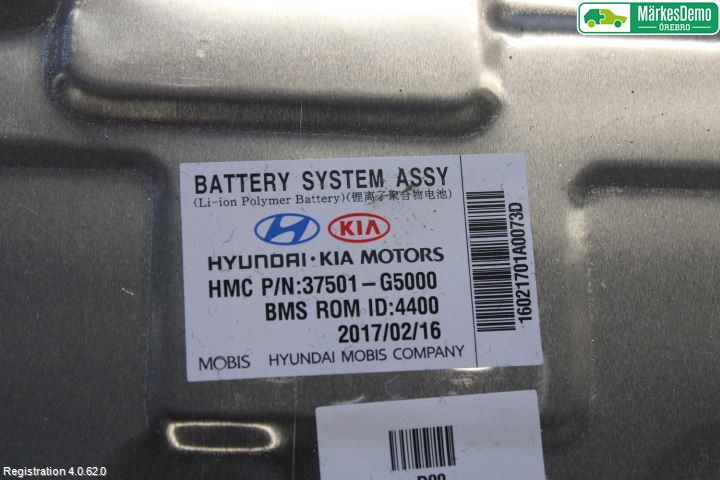 MärkesDemo
ÖREBRO
BATTERY SYSTEM ASSY
(Li-ion Polymer Battery)(锂离子聚合物电池)
KIA
HYUNDAI·KIA MOTORS
HMC P/N:37501-G5000
BMS ROM ID:4400
2017/02/16
MOBIS HYUNDAI MOBIS COMPANY
16021701A0073D
Registration 4.0.62.0